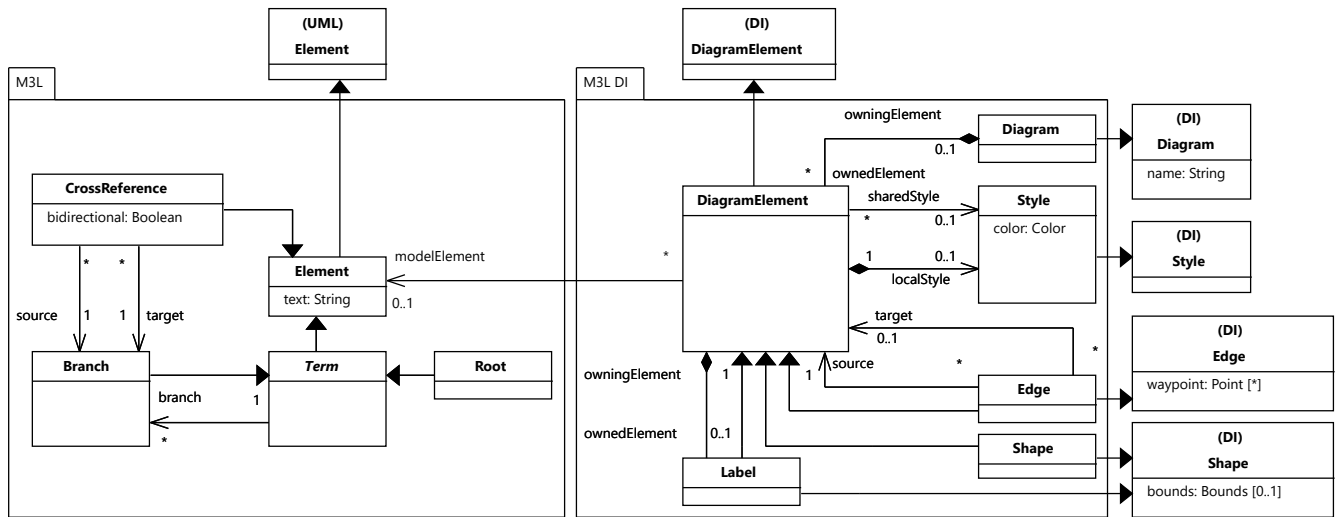 (UML)
Element
(DI)
DiagramElement
M3L
M3L DI
owningElement
Diagram
0..1
(DI)
Diagram
name: String
*
ownedElement
CrossReference
bidirectional: Boolean
DiagramElement
sharedStyle
*
0..1
Style
color: Color
(DI)
Style
*
*
modelElement
*
1
0..1
localStyle
Element
text: String
0..1
source
1
1
target
target
0..1
*
(DI)
Edge
waypoint: Point [*]
Branch
Term
Root
owningElement
1
1
source
*
Edge
branch
1
*
ownedElement
0..1
Shape
(DI)
Shape
bounds: Bounds [0..1]
Label